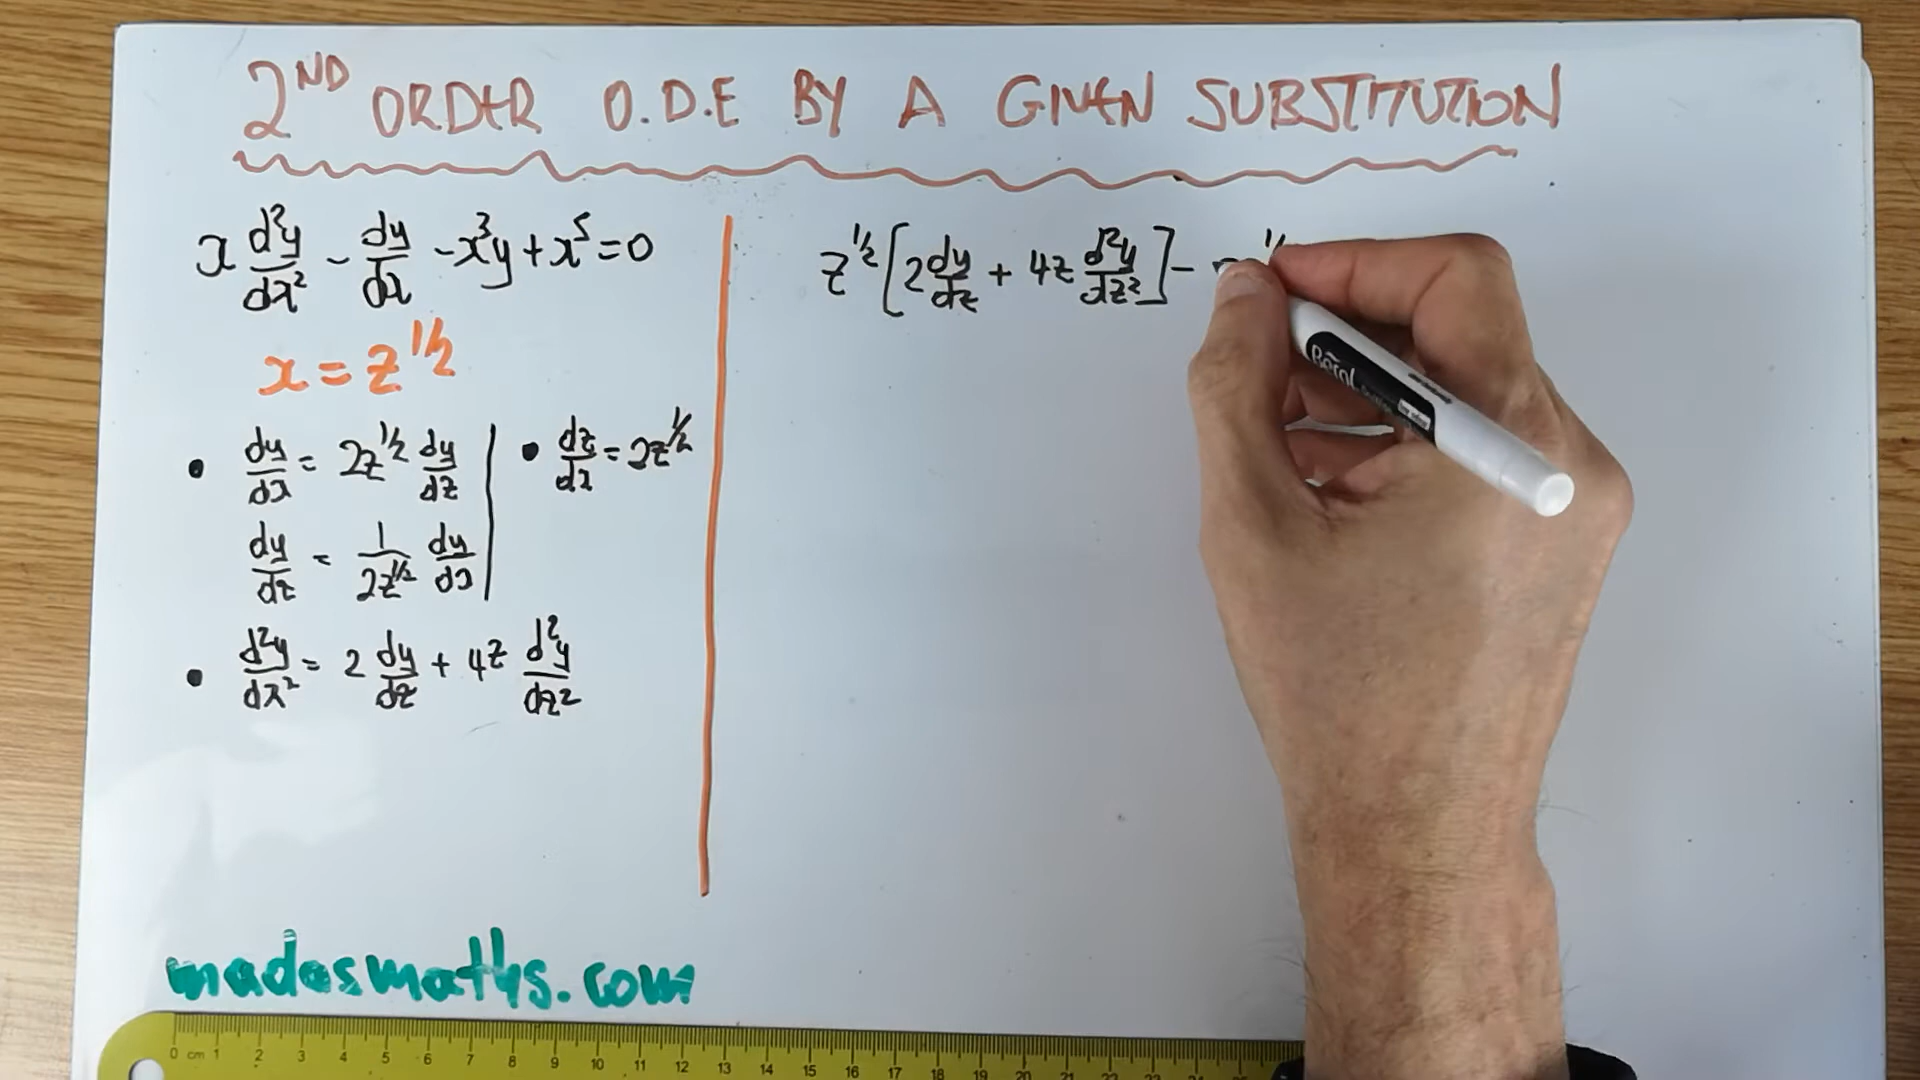 2ND ORDER O.D.E BY A GIVEN SUBSTITUTION
x d²y/dx² - dy/dx - x³y + x⁵ = 0
x = z^1/2
• dy/dx = 2z^1/2 dy/dz
• dz/dx = 2z^1/2
dy/dz = 1/2z^1/2 dy/dx
• d²y/dx² = 2 dy/dz + 4z d²y/dz²
z^1/2 [2 dy/dz + 4z d²y/dz²] -
madasmaths.com
Berol
0 cm 1 2 3 4 5 6 7 8 9 10 11 12 13 14 15 16 17 18 19 20 21 22 23 24 25